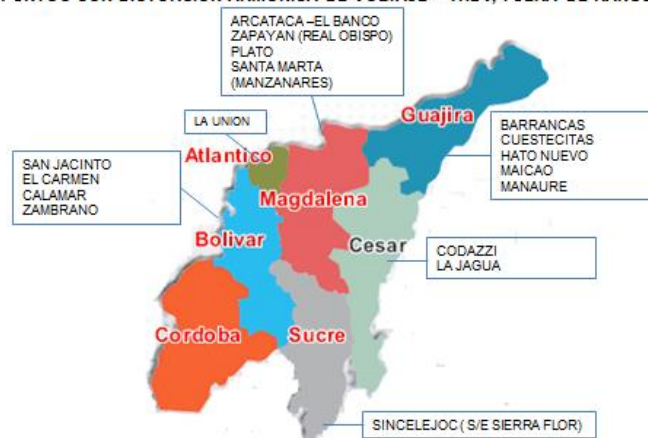 ARCATACA –EL BANCO
ZAPAYAN (REAL OBISPO)
PLATO
SANTA MARTA
(MANZANARES)
Guajira
LA UNION
Atlantico
BARRANCAS
CUESTECITAS
HATO NUEVO
MAICAO
MANAURE
SAN JACINTO
EL CARMEN
CALAMAR
ZAMBRANO
Magdalena
Bolivar
Cesar
CODAZZI
LA JAGUA
Cordoba
Sucre
SINCELEJOC ( S/E SIERRA FLOR)